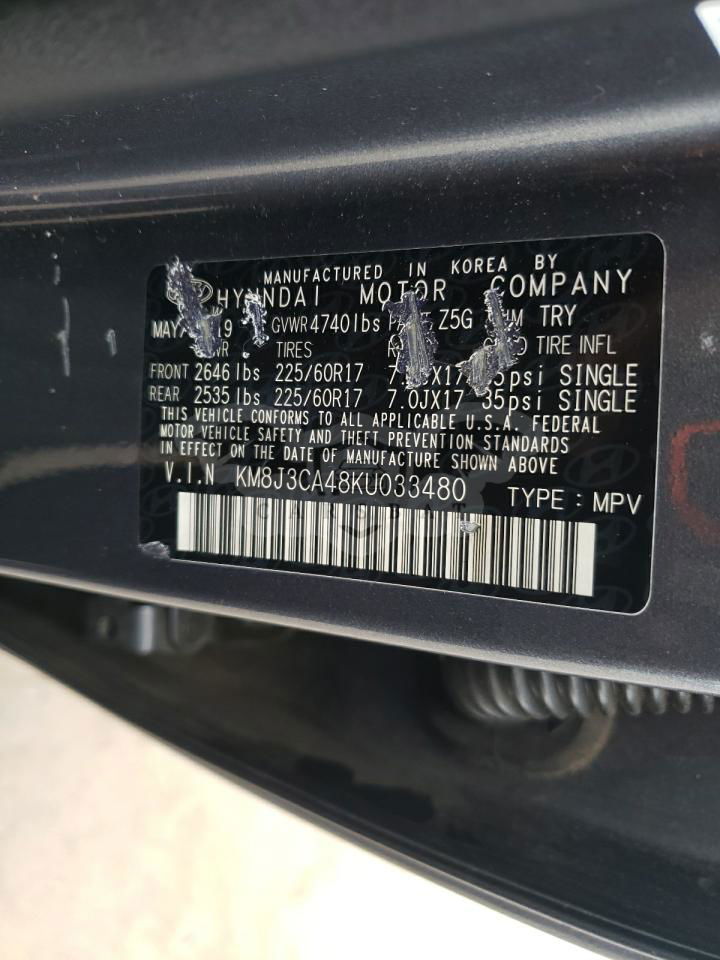 MANUFACTURED IN KOREA BY
HYUNDAI MOTOR COMPANY
GVWR 4740lbs Z5G TRY
TIRES TIRE INFL
FRONT 2646 lbs 225/60R17 SINGLE
REAR 2535 lbs 225/60R17 7.0JX17 35psi SINGLE
THIS VEHICLE CONFORMS TO ALL APPLICABLE U.S.A. FEDERAL
MOTOR VEHICLE SAFETY AND THEFT PREVENTION STANDARDS
IN EFFECT ON THE DATE OF MANUFACTURE SHOWN ABOVE
V.I.N KM8J3CA48KU033480 TYPE : MPV